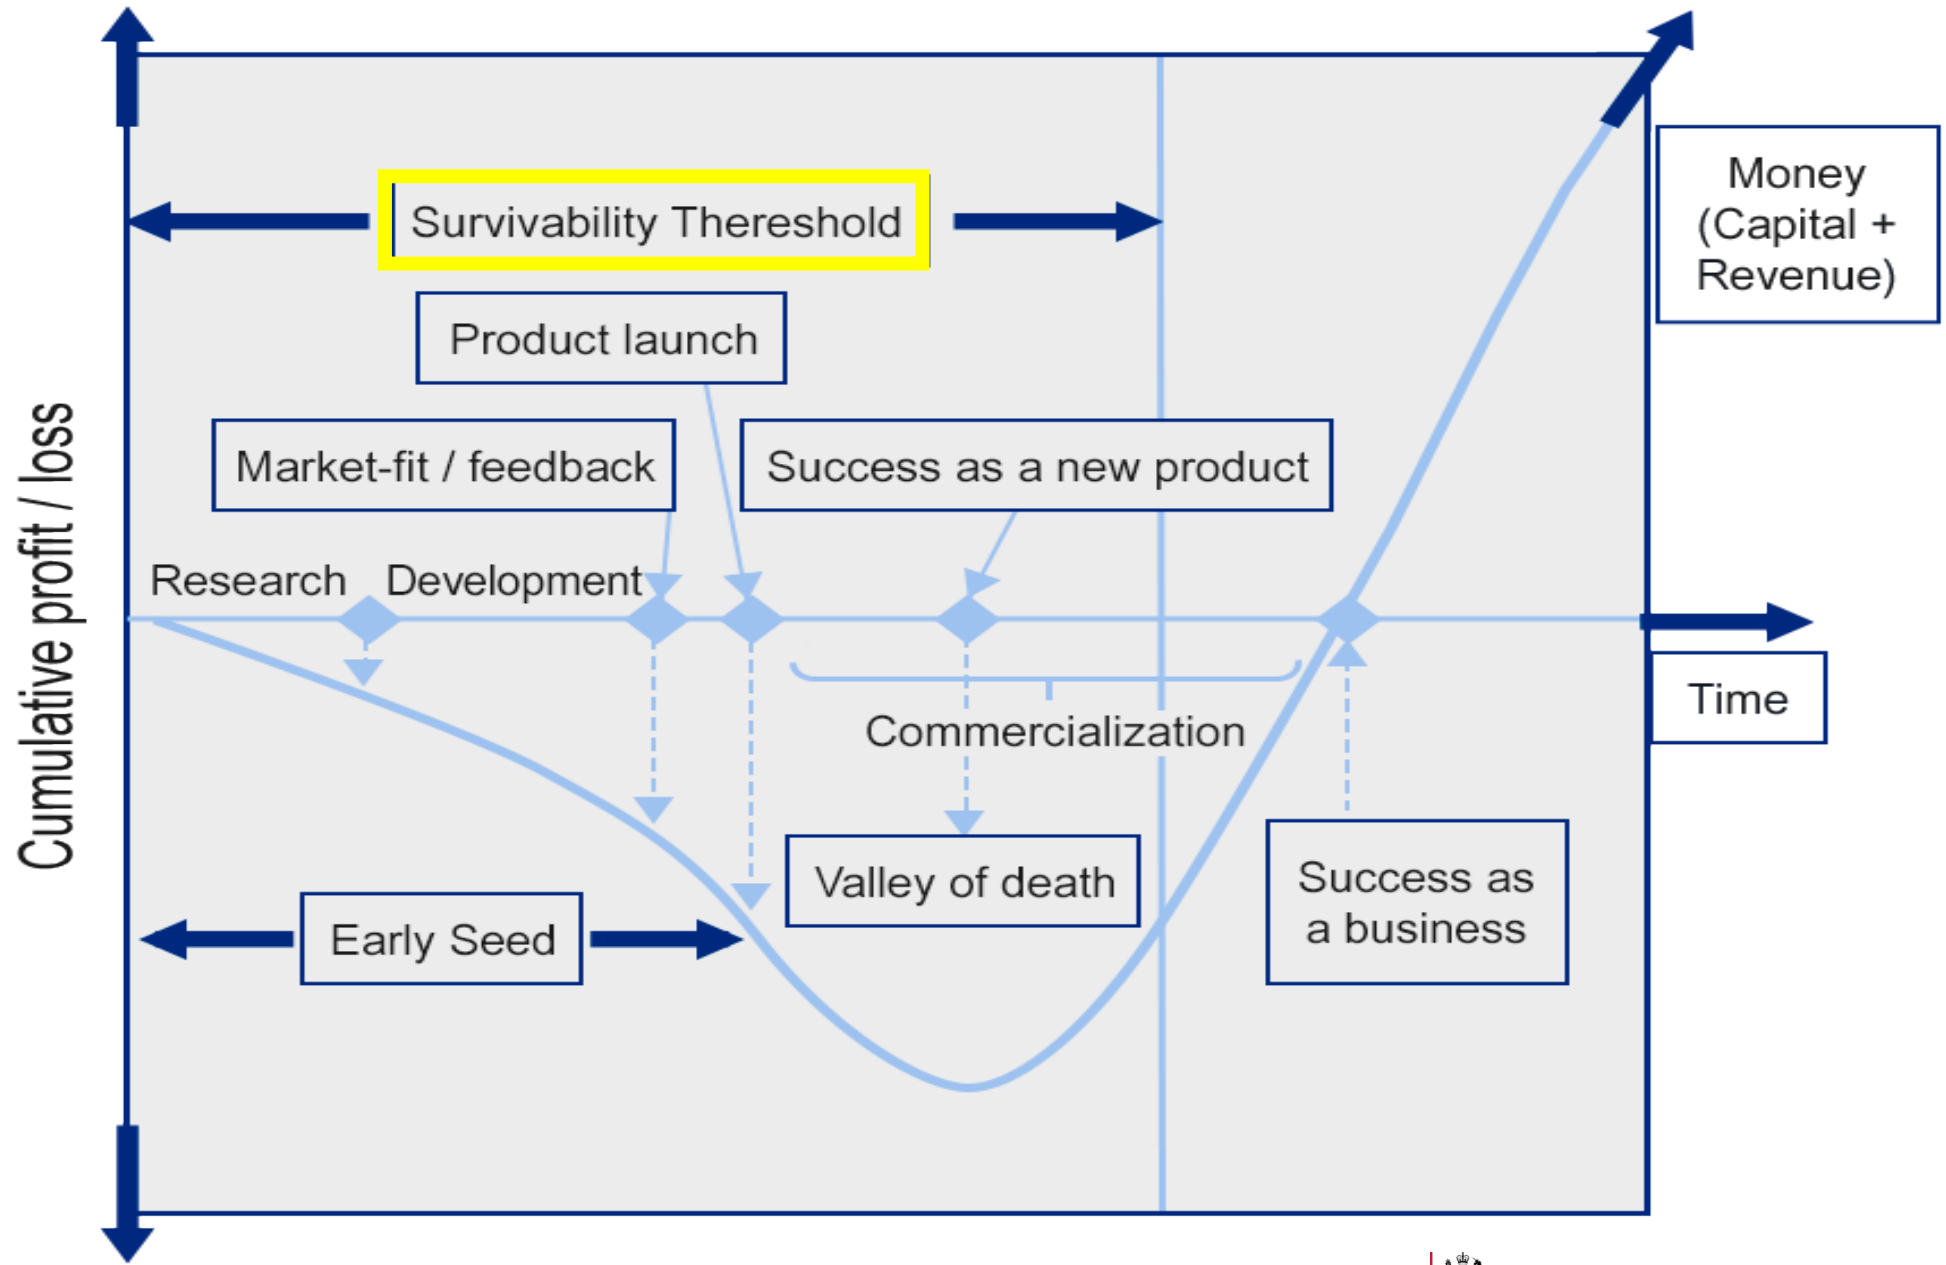 Survivability Thereshold
Money
(Capital +
Revenue)
Product launch
Market-fit / feedback
Success as a new product
Cumulative profit / loss
Research
Development
Time
Commercialization
Valley of death
Success as
a business
Early Seed